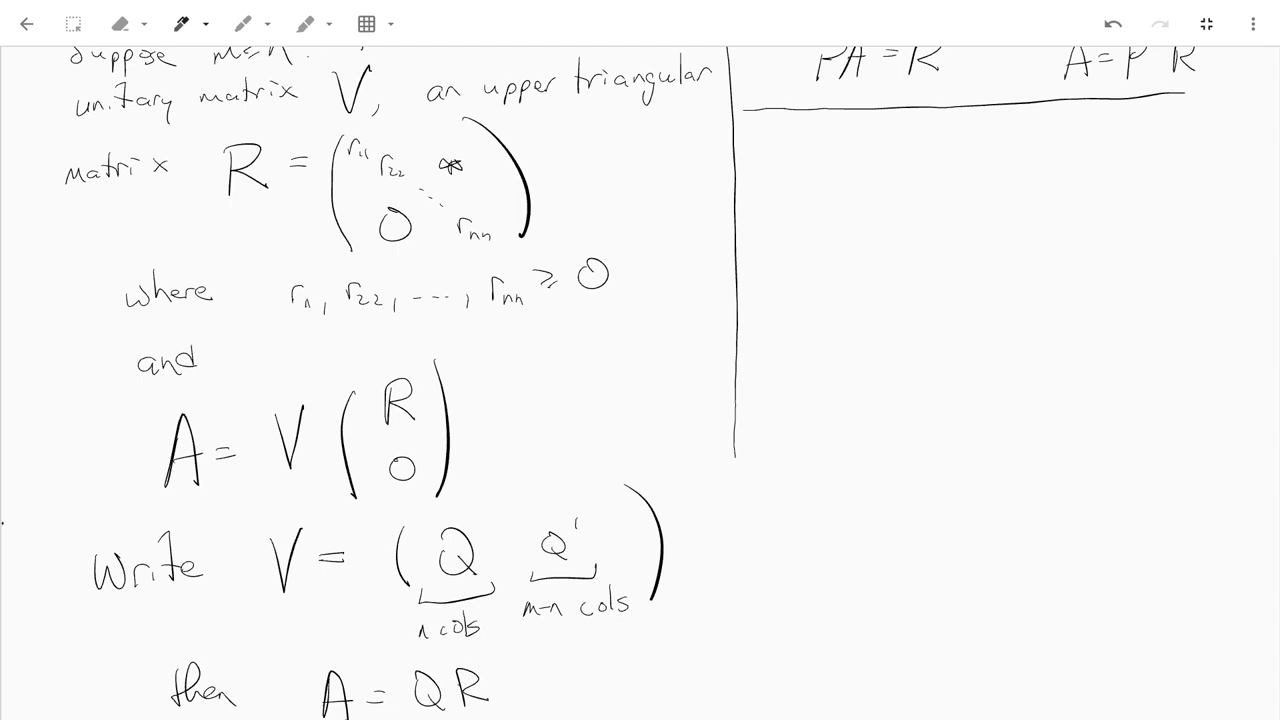 Suppose m≥n.
unitary matrix V, an upper triangular
matrix R = ( r11 r22 * ⋱ 0 rnn )
where r11, r22, ..., rnn ≥ 0
and
A = V ( R 0 )
Write V = ( Q Q' )
n cols m-n cols
then A = QR
PA = R A = P R